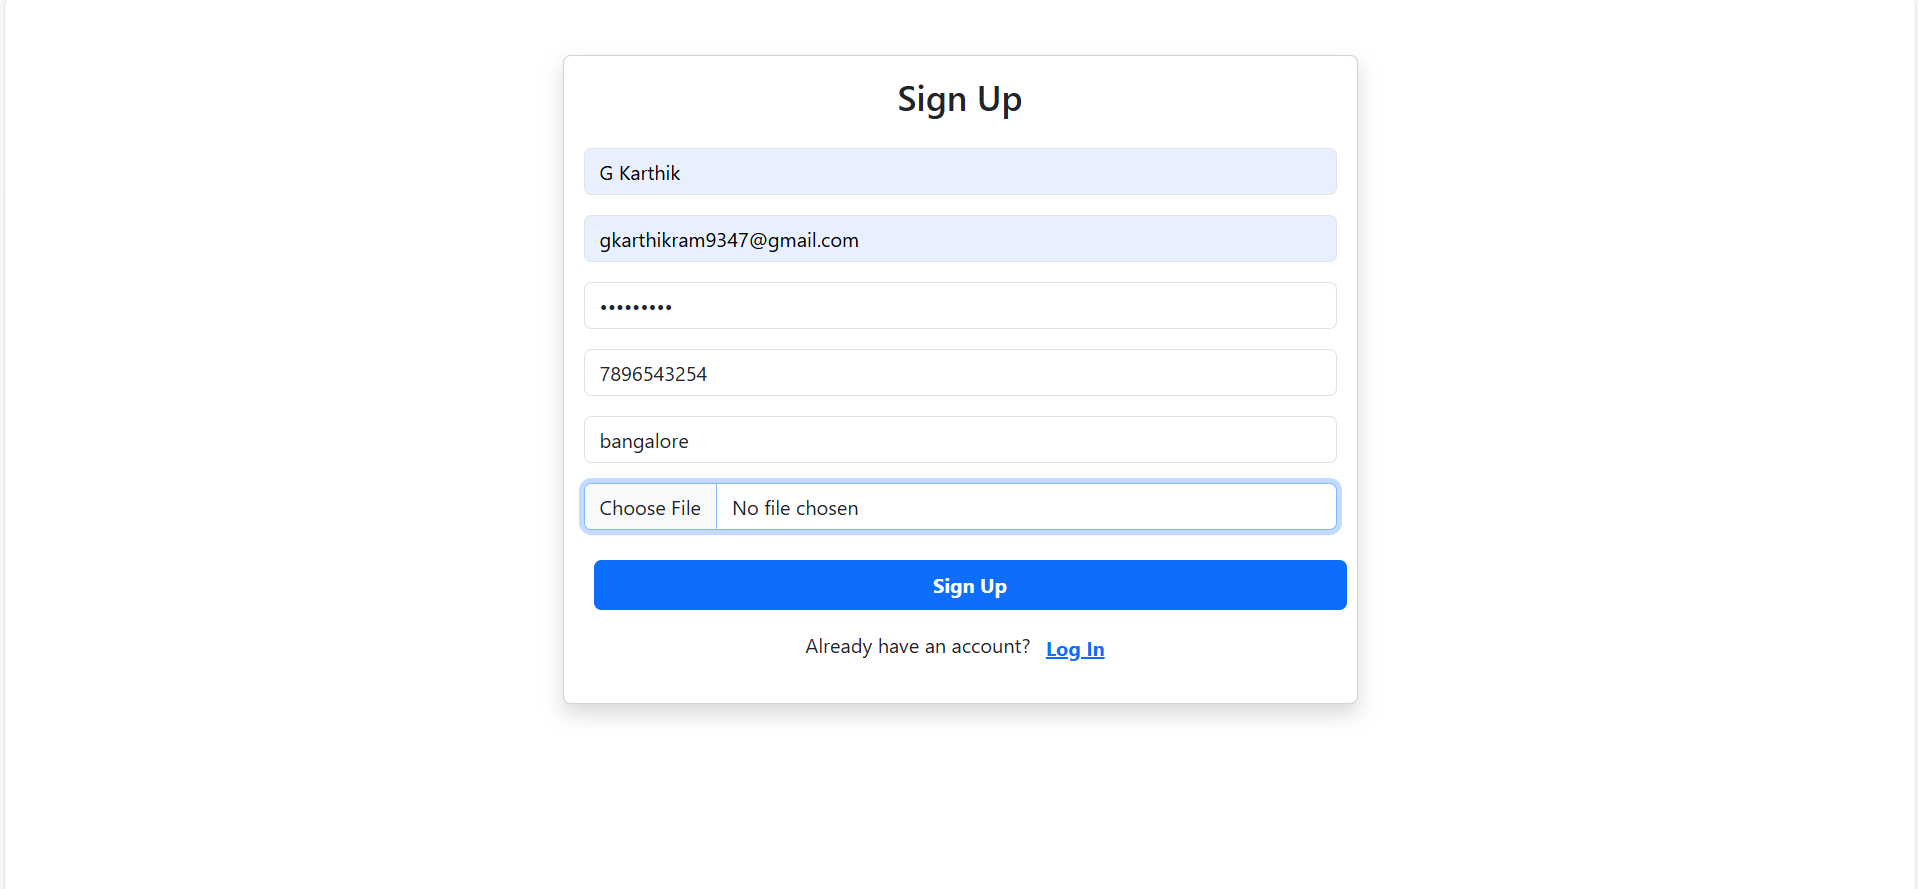 Sign Up
G Karthik
gkarthikram9347@gmail.com
•••••••••
7896543254
bangalore
Choose File No file chosen
Sign Up
Already have an account? Log In